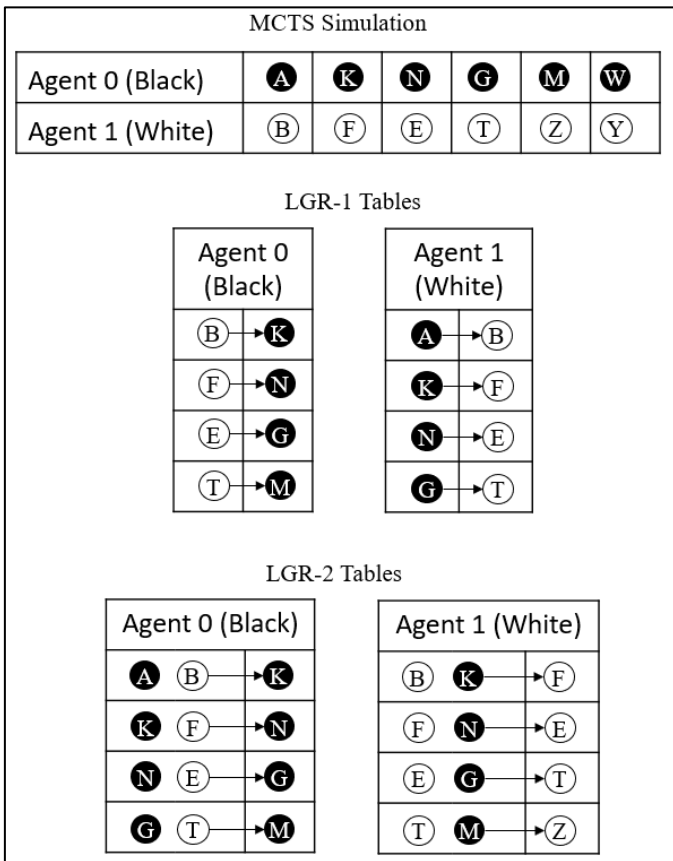 MCTS Simulation
Agent 0 (Black) A K N G M W
Agent 1 (White) B F E T Z Y
LGR-1 Tables
Agent 0
(Black)
B K
F N
E G
T M
Agent 1
(White)
A B
K F
N E
G T
LGR-2 Tables
Agent 0 (Black)
A B K
K F N
N E G
G T M
Agent 1 (White)
B K F
F N E
E G T
T M Z